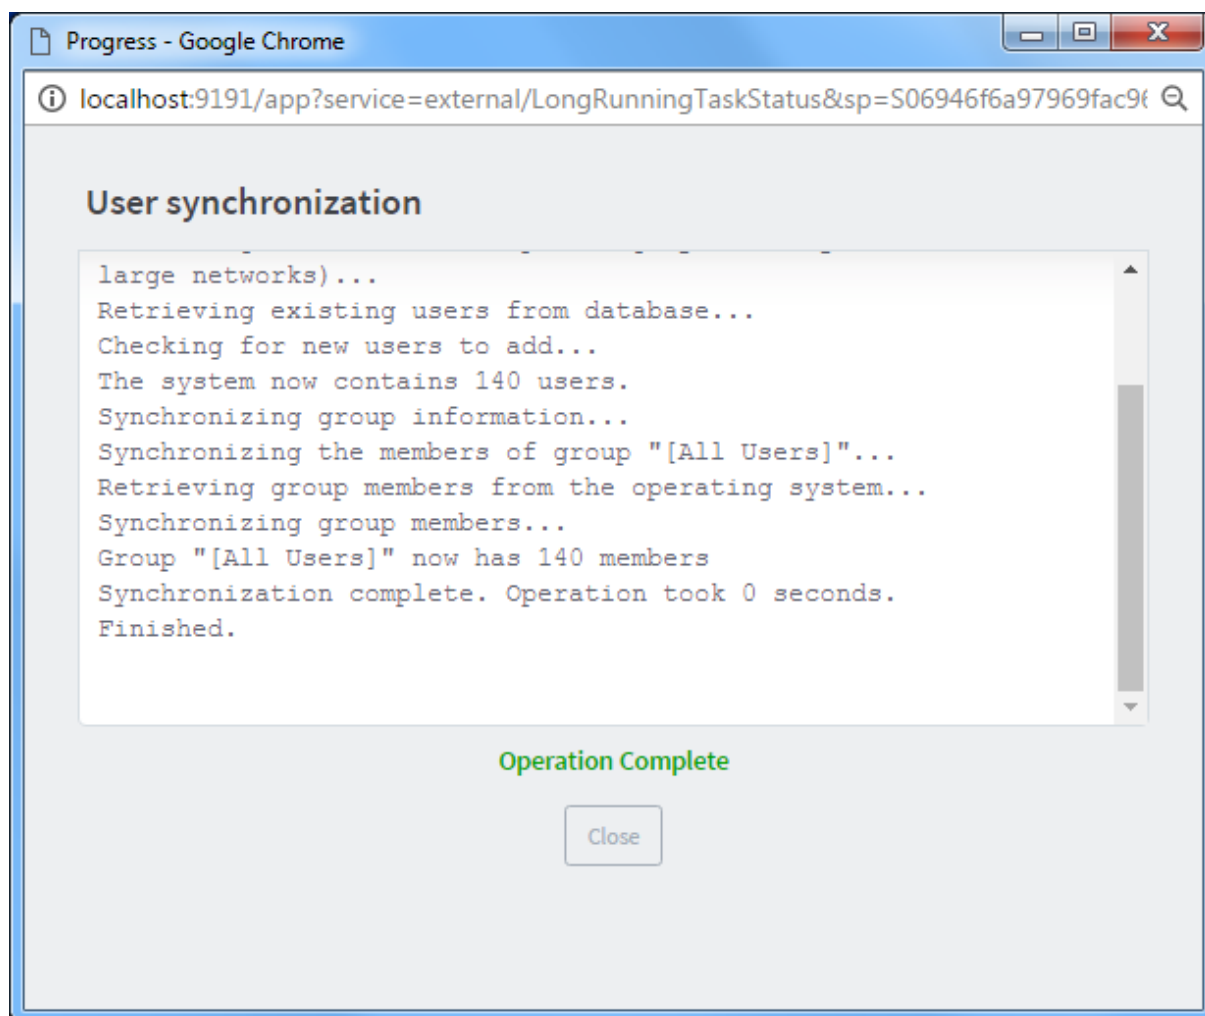 Progress - Google Chrome
localhost:9191/app?service=external/LongRunningTaskStatus&sp=S06946f6a97969fac96
User synchronization
large networks)...
Retrieving existing users from database...
Checking for new users to add...
The system now contains 140 users.
Synchronizing group information...
Synchronizing the members of group "[All Users]"...
Retrieving group members from the operating system...
Synchronizing group members...
Group "[All Users]" now has 140 members
Synchronization complete. Operation took 0 seconds.
Finished.
Operation Complete
Close